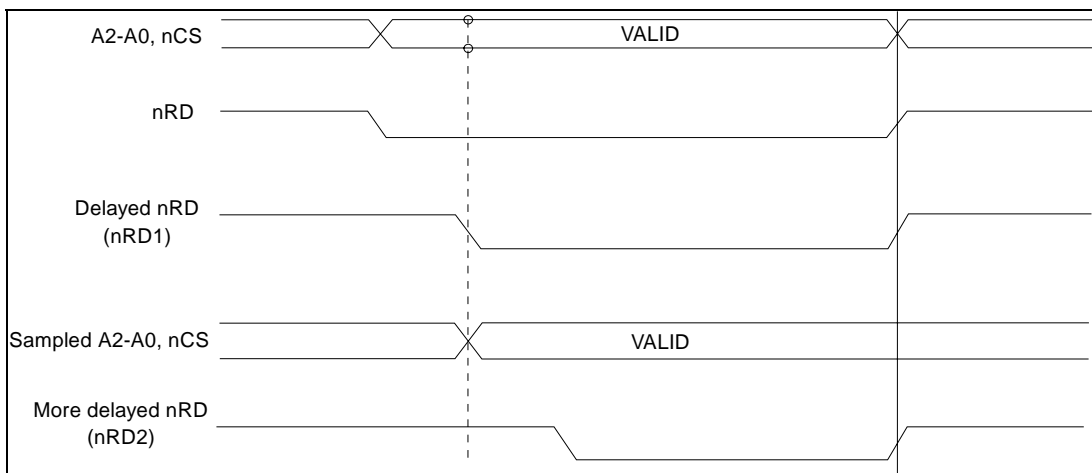 A2-A0, nCS
VALID
nRD
Delayed nRD
(nRD1)
Sampled A2-A0, nCS
VALID
More delayed nRD
(nRD2)